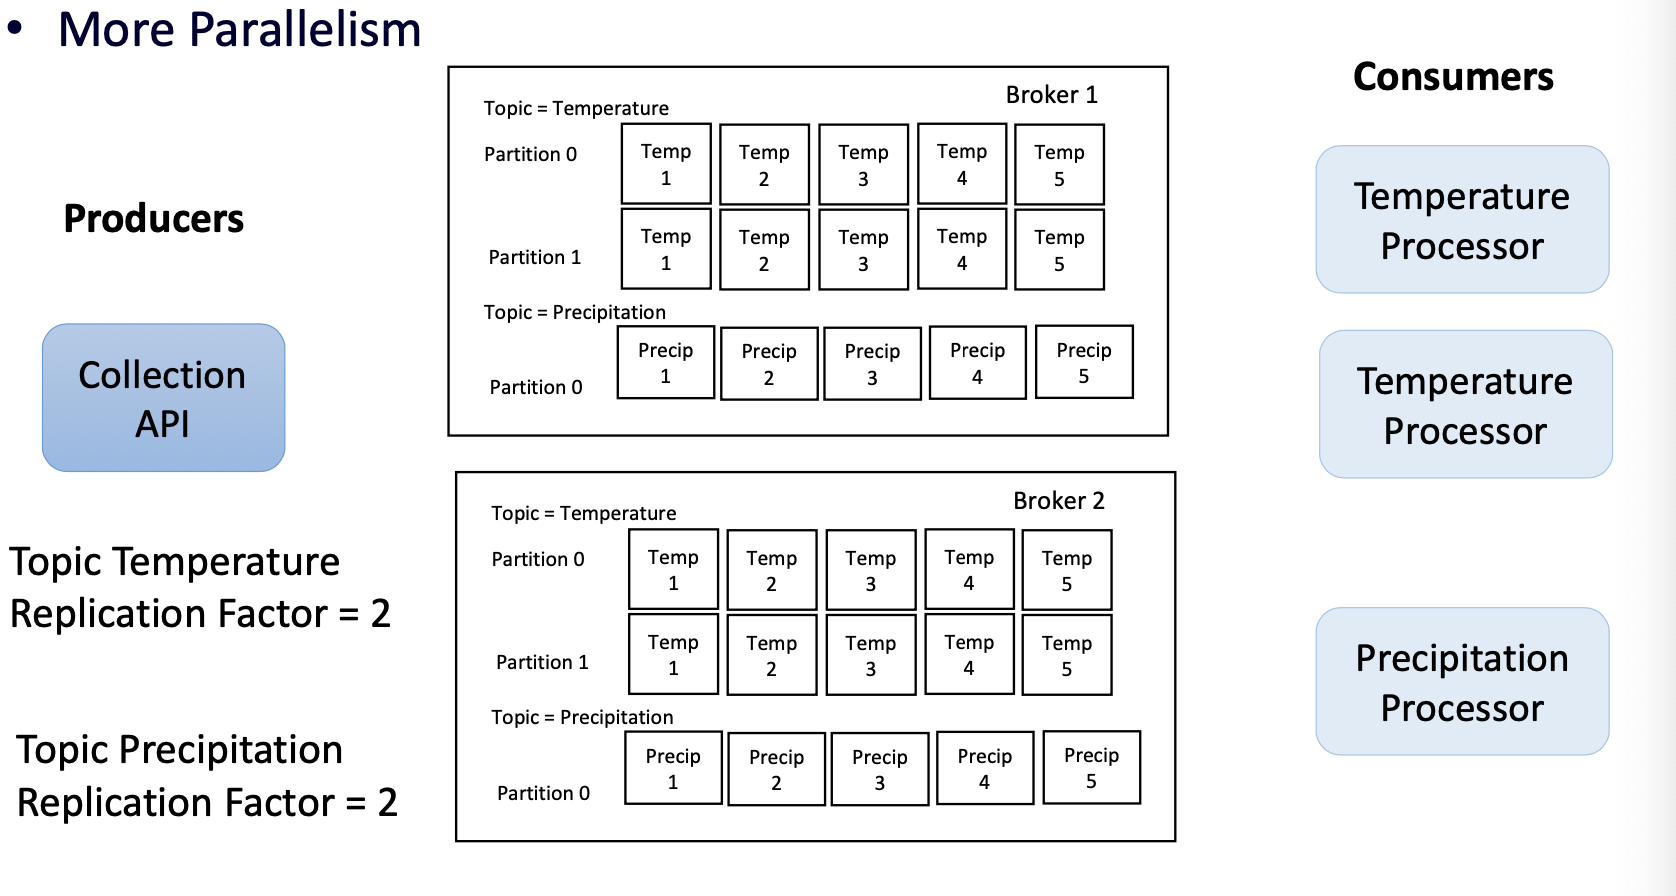 • More Parallelism
Producers
Collection
API
Topic Temperature
Replication Factor = 2
Topic Precipitation
Replication Factor = 2
Broker 1
Topic = Temperature
Partition 0
Temp 1
Temp 2
Temp 3
Temp 4
Temp 5
Partition 1
Temp 1
Temp 2
Temp 3
Temp 4
Temp 5
Topic = Precipitation
Partition 0
Precip 1
Precip 2
Precip 3
Precip 4
Precip 5
Broker 2
Topic = Temperature
Partition 0
Temp 1
Temp 2
Temp 3
Temp 4
Temp 5
Partition 1
Temp 1
Temp 2
Temp 3
Temp 4
Temp 5
Topic = Precipitation
Partition 0
Precip 1
Precip 2
Precip 3
Precip 4
Precip 5
Consumers
Temperature
Processor
Temperature
Processor
Precipitation
Processor